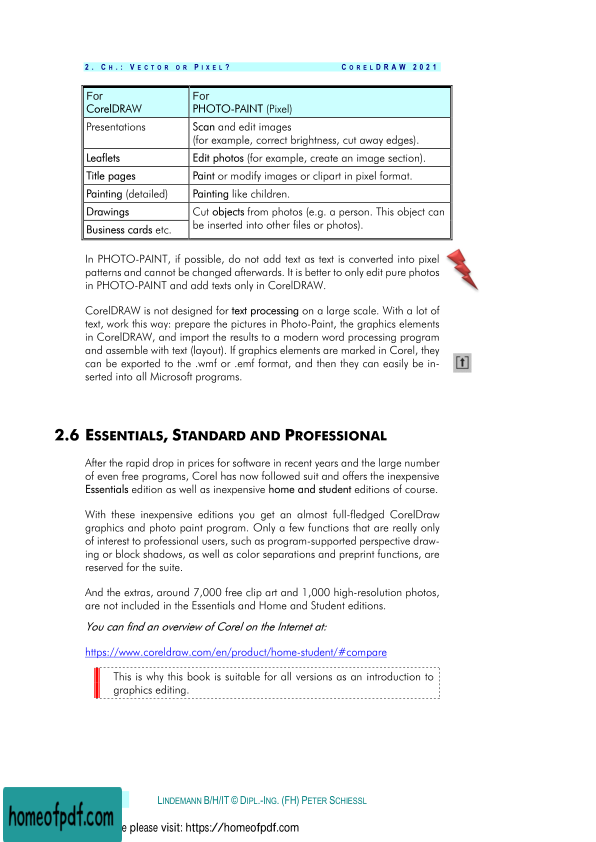 2. CH.: VECTOR OR PIXEL? CORELDRAW 2021
For For
CorelDRAW PHOTO-PAINT (Pixel)
Presentations Scan and edit images
(for example, correct brightness, cut away edges).
Leaflets Edit photos (for example, create an image section).
Title pages Paint or modify images or clipart in pixel format.
Painting (detailed) Painting like children.
Drawings Cut objects from photos (e.g. a person. This object can
Business cards etc. be inserted into other files or photos).
In PHOTO-PAINT, if possible, do not add text as text is converted into pixel
patterns and cannot be changed afterwards. It is better to only edit pure photos
in PHOTO-PAINT and add texts only in CorelDRAW.
CorelDRAW is not designed for text processing on a large scale. With a lot of
text, work this way: prepare the pictures in Photo-Paint, the graphics elements
in CorelDRAW, and import the results to a modern word processing program
and assemble with text (layout). If graphics elements are marked in Corel, they
can be exported to the .wmf or .emf format, and then they can easily be in-
serted into all Microsoft programs.
2.6 ESSENTIALS, STANDARD AND PROFESSIONAL
After the rapid drop in prices for software in recent years and the large number
of even free programs, Corel has now followed suit and offers the inexpensive
Essentials edition as well as inexpensive home and student editions of course.
With these inexpensive editions you get an almost full-fledged CorelDraw
graphics and photo paint program. Only a few functions that are really only
of interest to professional users, such as program-supported perspective draw-
ing or block shadows, as well as color separations and preprint functions, are
reserved for the suite.
And the extras, around 7,000 free clip art and 1,000 high-resolution photos,
are not included in the Essentials and Home and Student editions.
You can find an overview of Corel on the Internet at:
https://www.coreldraw.com/en/product/home-student/#compare
This is why this book is suitable for all versions as an introduction to
graphics editing.
LINDEMANN B/H/IT © DIPL.-ING. (FH) PETER SCHIESSL
homeofpdf.com
please visit: https://homeofpdf.com